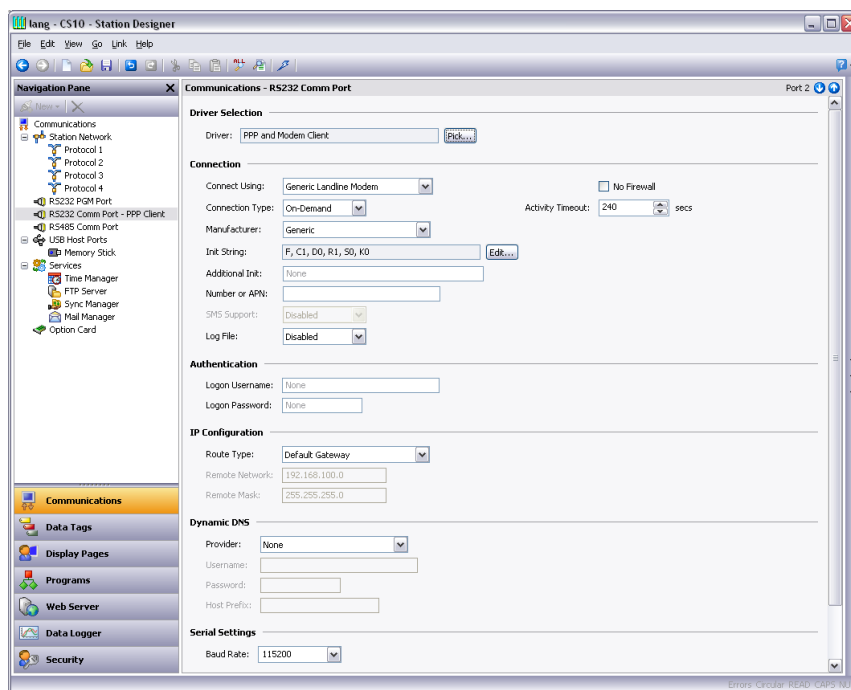 lang - CS10 - Station Designer
File Edit View Go Link Help
ALL
Navigation Pane
New
Communications
Station Network
Protocol 1
Protocol 2
Protocol 3
Protocol 4
RS232 PGM Port
RS232 Comm Port - PPP Client
RS485 Comm Port
USB Host Ports
Memory Stick
Services
Time Manager
FTP Server
Sync Manager
Mail Manager
Option Card
Communications
Data Tags
Display Pages
Programs
Web Server
Data Logger
Security
Communications - RS232 Comm Port Port 2
Driver Selection
Driver: PPP and Modem Client Pick...
Connection
Connect Using: Generic Landline Modem No Firewall
Connection Type: On-Demand Activity Timeout: 240 secs
Manufacturer: Generic
Init String: F, C1, D0, R1, S0, K0 Edit...
Additional Init: None
Number or APN:
SMS Support: Disabled
Log File: Disabled
Authentication
Logon Username: None
Logon Password: None
IP Configuration
Route Type: Default Gateway
Remote Network: 192.168.100.0
Remote Mask: 255.255.255.0
Dynamic DNS
Provider: None
Username:
Password:
Host Prefix:
Serial Settings
Baud Rate: 115200
Errors Circular READ CAPS